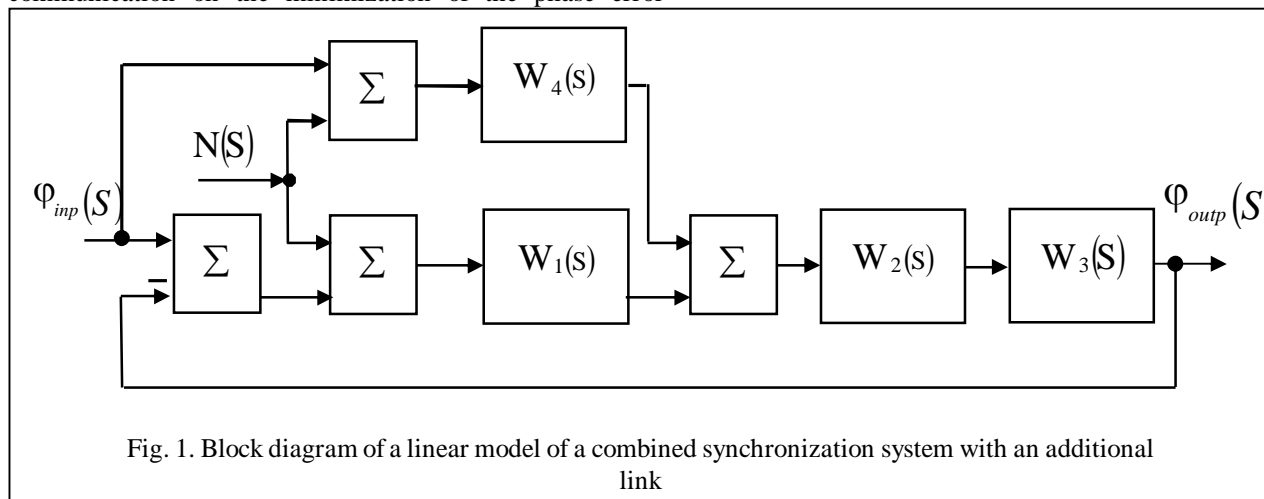 communication on the minimization of the phase error
Σ
W₄(s)
N(S)
φinp(S)
Σ
Σ
W₁(s)
Σ
W₂(s)
W₃(S)
φoutp(S
−
Fig. 1. Block diagram of a linear model of a combined synchronization system with an additional
link